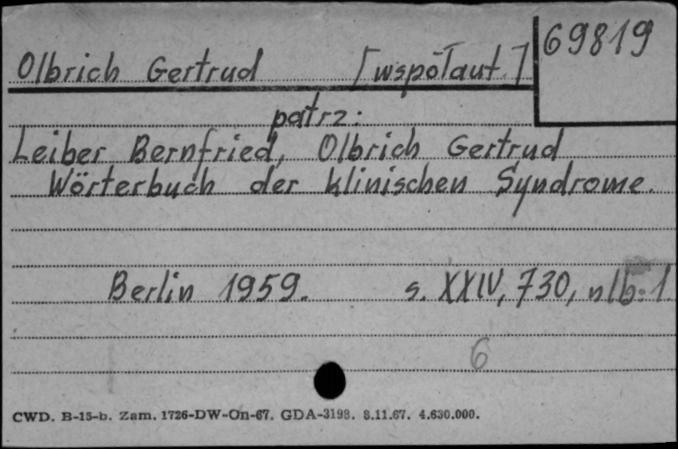 69819
Olbrich Gertrud [współaut.]
patrz:
Leiber Bernfried, Olbrich Gertrud
Wörterbuch der klinischen Syndrome.
Berlin 1959. s. XXIV, 730, nlb. 1.
6
CWD. B-15-b. Zam. 1726-DW-On-67. GDA-3198. 8.11.67. 4.630.000.